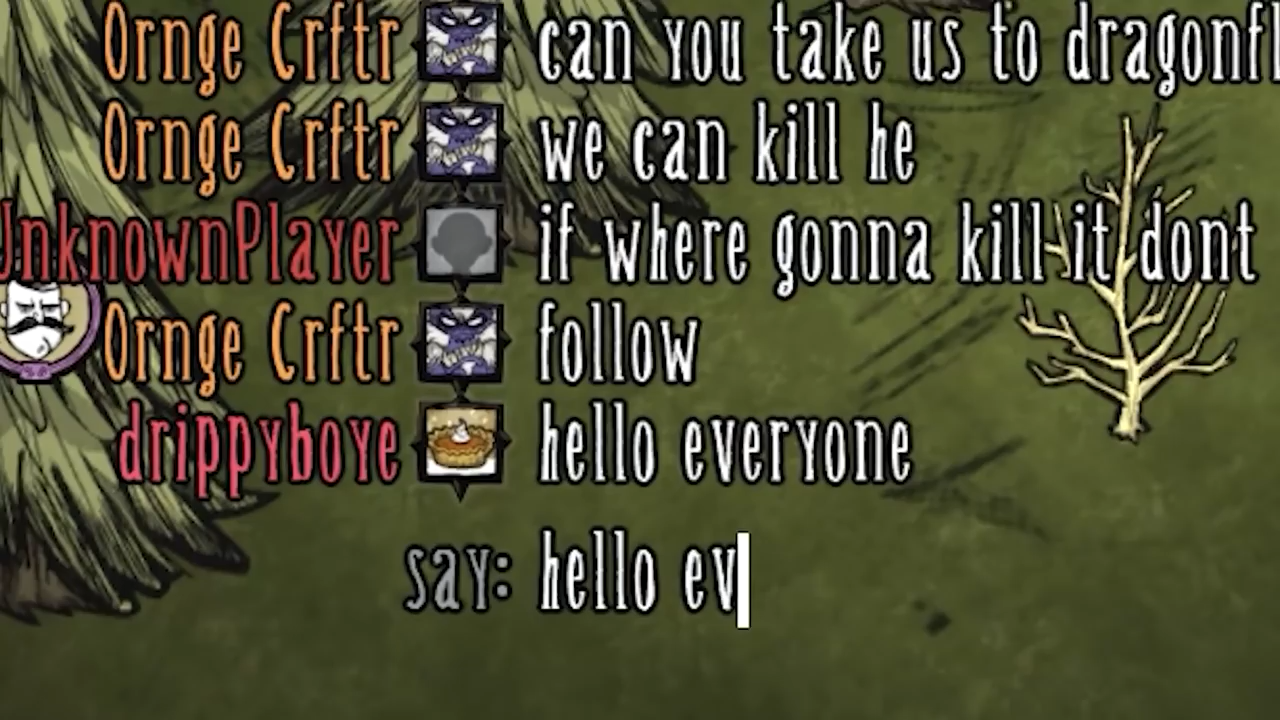 Ornge Crftr can you take us to dragonfl
Ornge Crftr we can kill he
UnknownPlayer if where gonna kill it dont
Ornge Crftr follow
drippyboye hello everyone
say: hello ev